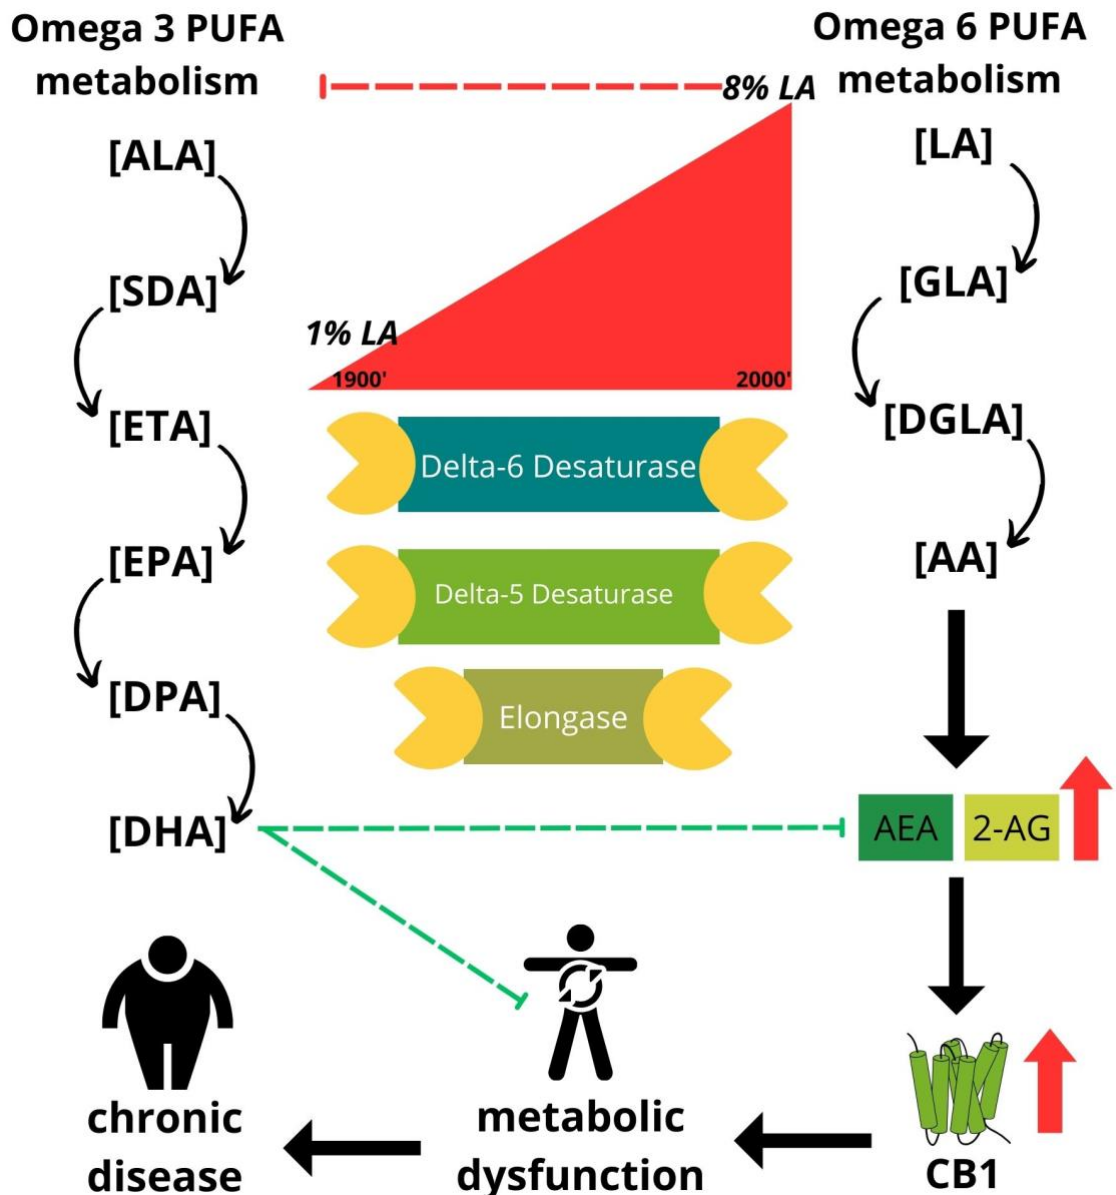 Omega 3 PUFA
metabolism
[ALA]
[SDA]
[ETA]
[EPA]
[DPA]
[DHA]
8% LA
1% LA
1900'
2000'
Delta-6 Desaturase
Delta-5 Desaturase
Elongase
Omega 6 PUFA
metabolism
[LA]
[GLA]
[DGLA]
[AA]
AEA
2-AG
CB1
metabolic
dysfunction
chronic
disease